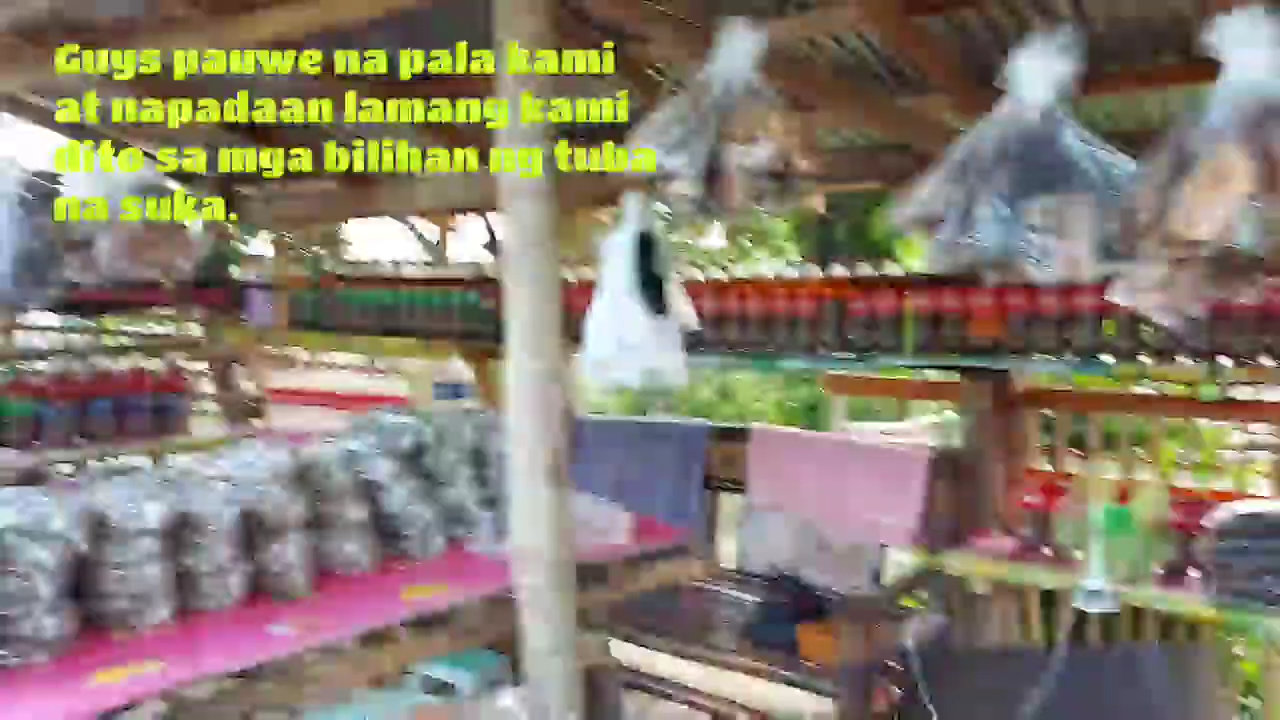 Guys pauwe na pala kami
at napadaan lamang kami
dito sa mga bilihan ng tuba
na suka.